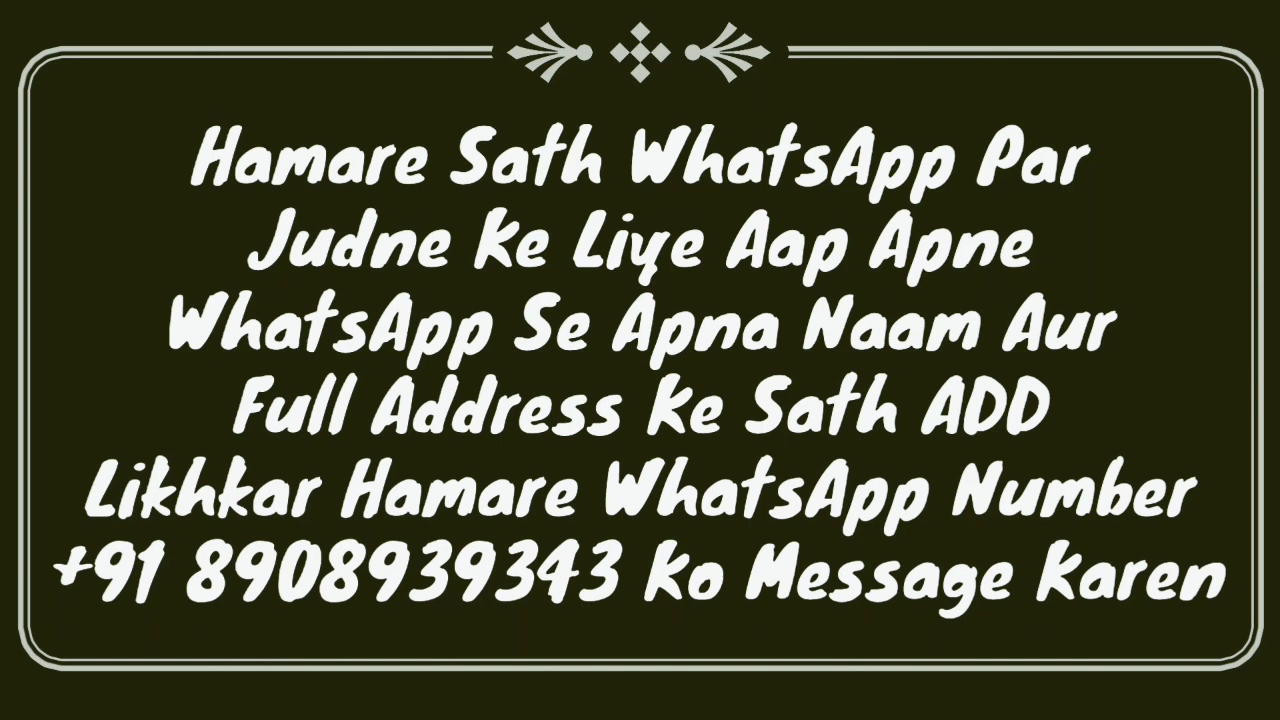 Hamare Sath WhatsApp Par
Judne Ke Liye Aap Apne
WhatsApp Se Apna Naam Aur
Full Address Ke Sath ADD
Likhkar Hamare WhatsApp Number
+91 8908939343 Ko Message Karen